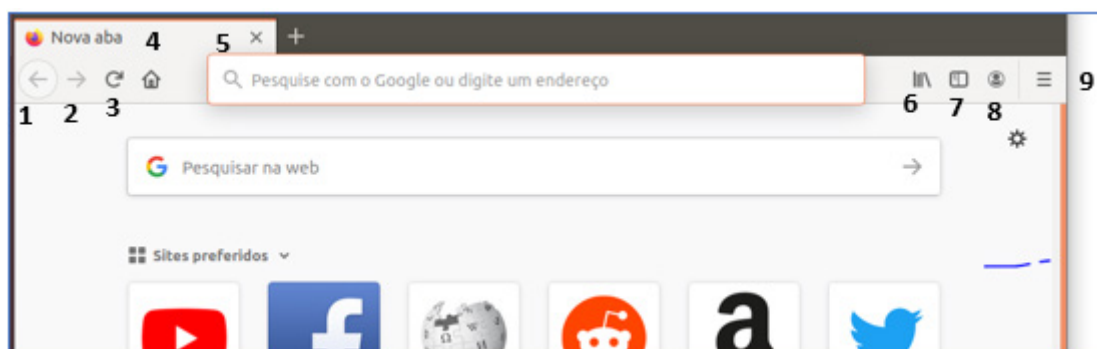 Nova aba 4 5
Pesquise com o Google ou digite um endereço
1 2 3 6 7 8 9
G Pesquisar na web
Sites preferidos
f a